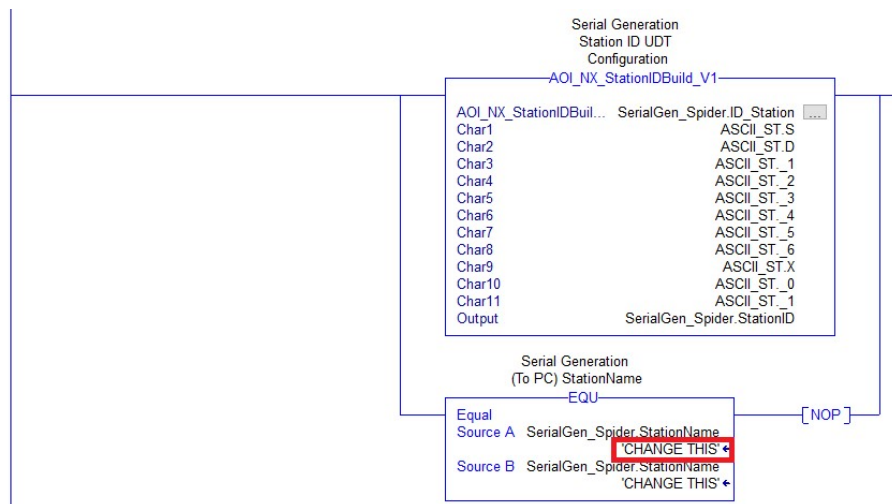 Serial Generation
Station ID UDT
Configuration
AOI_NX_StationIDBuild_V1
AOI_NX_StationIDBuil... SerialGen_Spider.ID_Station ...
Char1 ASCII_ST.S
Char2 ASCII_ST.D
Char3 ASCII_ST._1
Char4 ASCII_ST._2
Char5 ASCII_ST._3
Char6 ASCII_ST._4
Char7 ASCII_ST._5
Char8 ASCII_ST._6
Char9 ASCII_ST.X
Char10 ASCII_ST._0
Char11 ASCII_ST._1
Output SerialGen_Spider.StationID
Serial Generation
(To PC) StationName
EQU
Equal
NOP
Source A SerialGen_Spider.StationName
'CHANGE THIS'
Source B SerialGen_Spider.StationName
'CHANGE THIS'